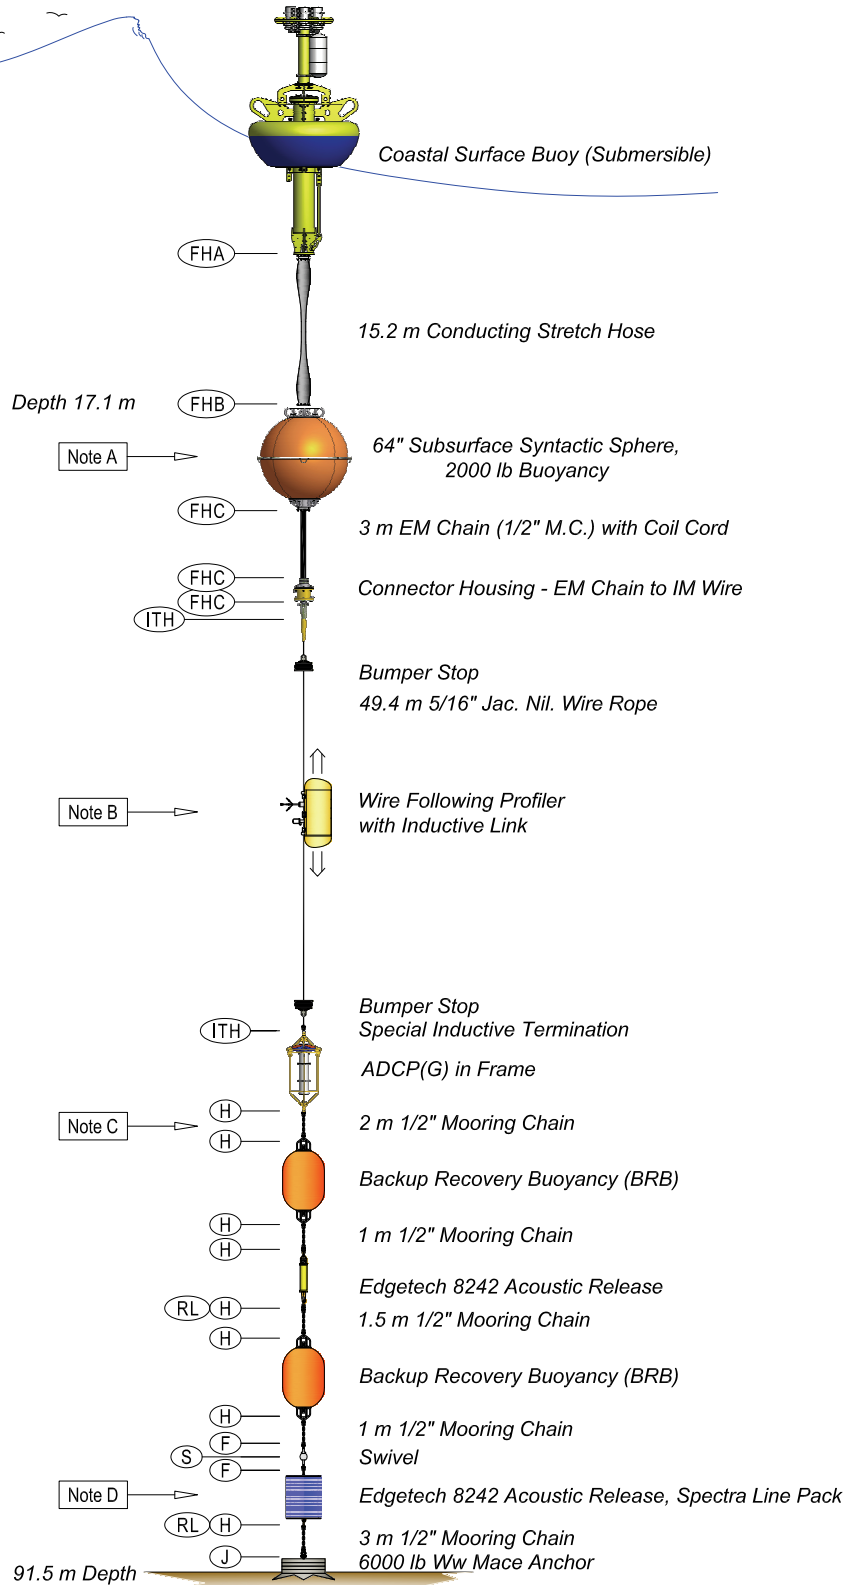 Coastal Surface Buoy (Submersible)
FHA
15.2 m Conducting Stretch Hose
Depth 17.1 m
FHB
Note A
64" Subsurface Syntactic Sphere,
2000 lb Buoyancy
FHC
3 m EM Chain (1/2" M.C.) with Coil Cord
FHC
Connector Housing - EM Chain to IM Wire
FHC
ITH
Bumper Stop
49.4 m 5/16" Jac. Nil. Wire Rope
Note B
Wire Following Profiler
with Inductive Link
Bumper Stop
ITH
Special Inductive Termination
ADCP(G) in Frame
H
Note C
2 m 1/2" Mooring Chain
H
Backup Recovery Buoyancy (BRB)
H
1 m 1/2" Mooring Chain
H
Edgetech 8242 Acoustic Release
RL H
1.5 m 1/2" Mooring Chain
H
Backup Recovery Buoyancy (BRB)
H
1 m 1/2" Mooring Chain
F
S
Swivel
F
Note D
Edgetech 8242 Acoustic Release, Spectra Line Pack
RL H
3 m 1/2" Mooring Chain
J
6000 lb Ww Mace Anchor
91.5 m Depth